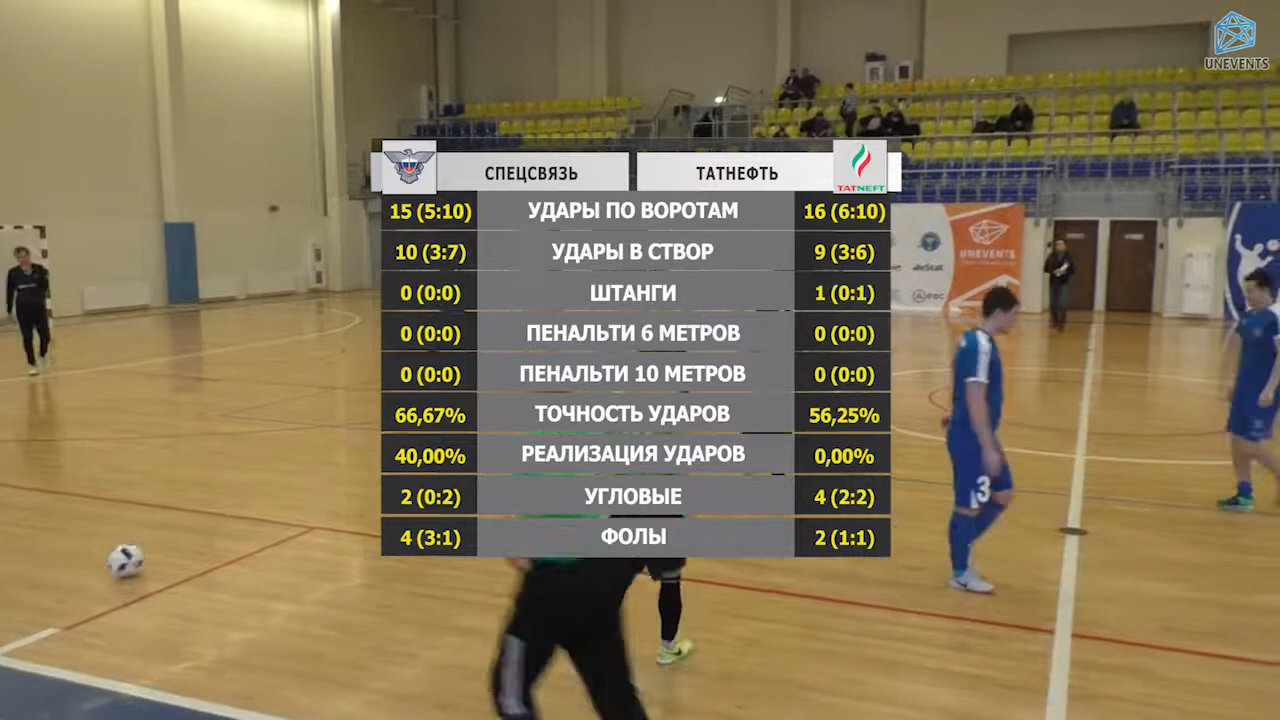 UNEVENTS
СПЕЦСВЯЗЬ ТАТНЕФТЬ TATNEFT
15 (5:10) УДАРЫ ПО ВОРОТАМ 16 (6:10)
10 (3:7) УДАРЫ В СТВОР 9 (3:6)
0 (0:0) ШТАНГИ 1 (0:1)
0 (0:0) ПЕНАЛЬТИ 6 МЕТРОВ 0 (0:0)
0 (0:0) ПЕНАЛЬТИ 10 МЕТРОВ 0 (0:0)
66,67% ТОЧНОСТЬ УДАРОВ 56,25%
40,00% РЕАЛИЗАЦИЯ УДАРОВ 0,00%
2 (0:2) УГЛОВЫЕ 4 (2:2)
4 (3:1) ФОЛЫ 2 (1:1)
UNEVENTS
3